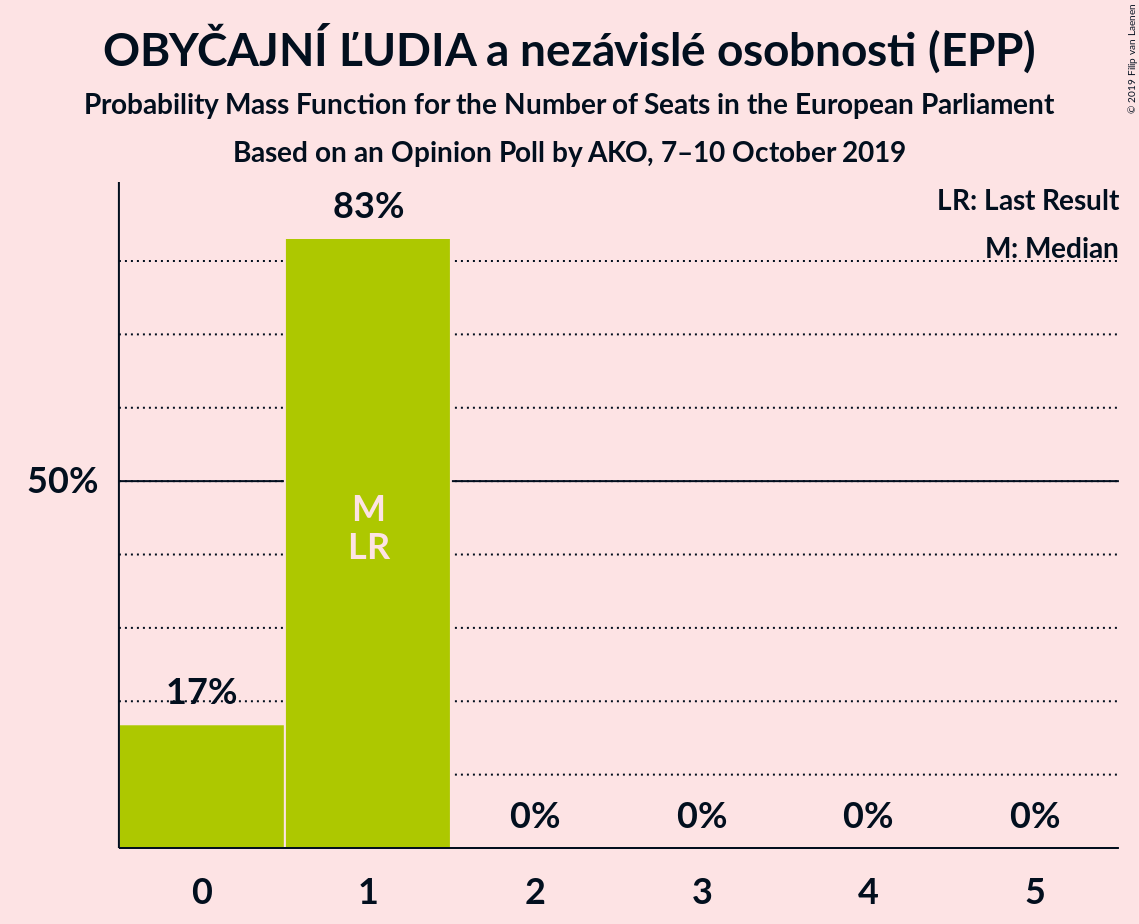 OBYČAJNÍ ĽUDIA a nezávislé osobnosti (EPP)
Probability Mass Function for the Number of Seats in the European Parliament
Based on an Opinion Poll by AKO, 7–10 October 2019
© 2019 Filip van Laenen
LR: Last Result
M: Median
83%
50%
M
LR
17%
0% 0% 0% 0%
0 1 2 3 4 5